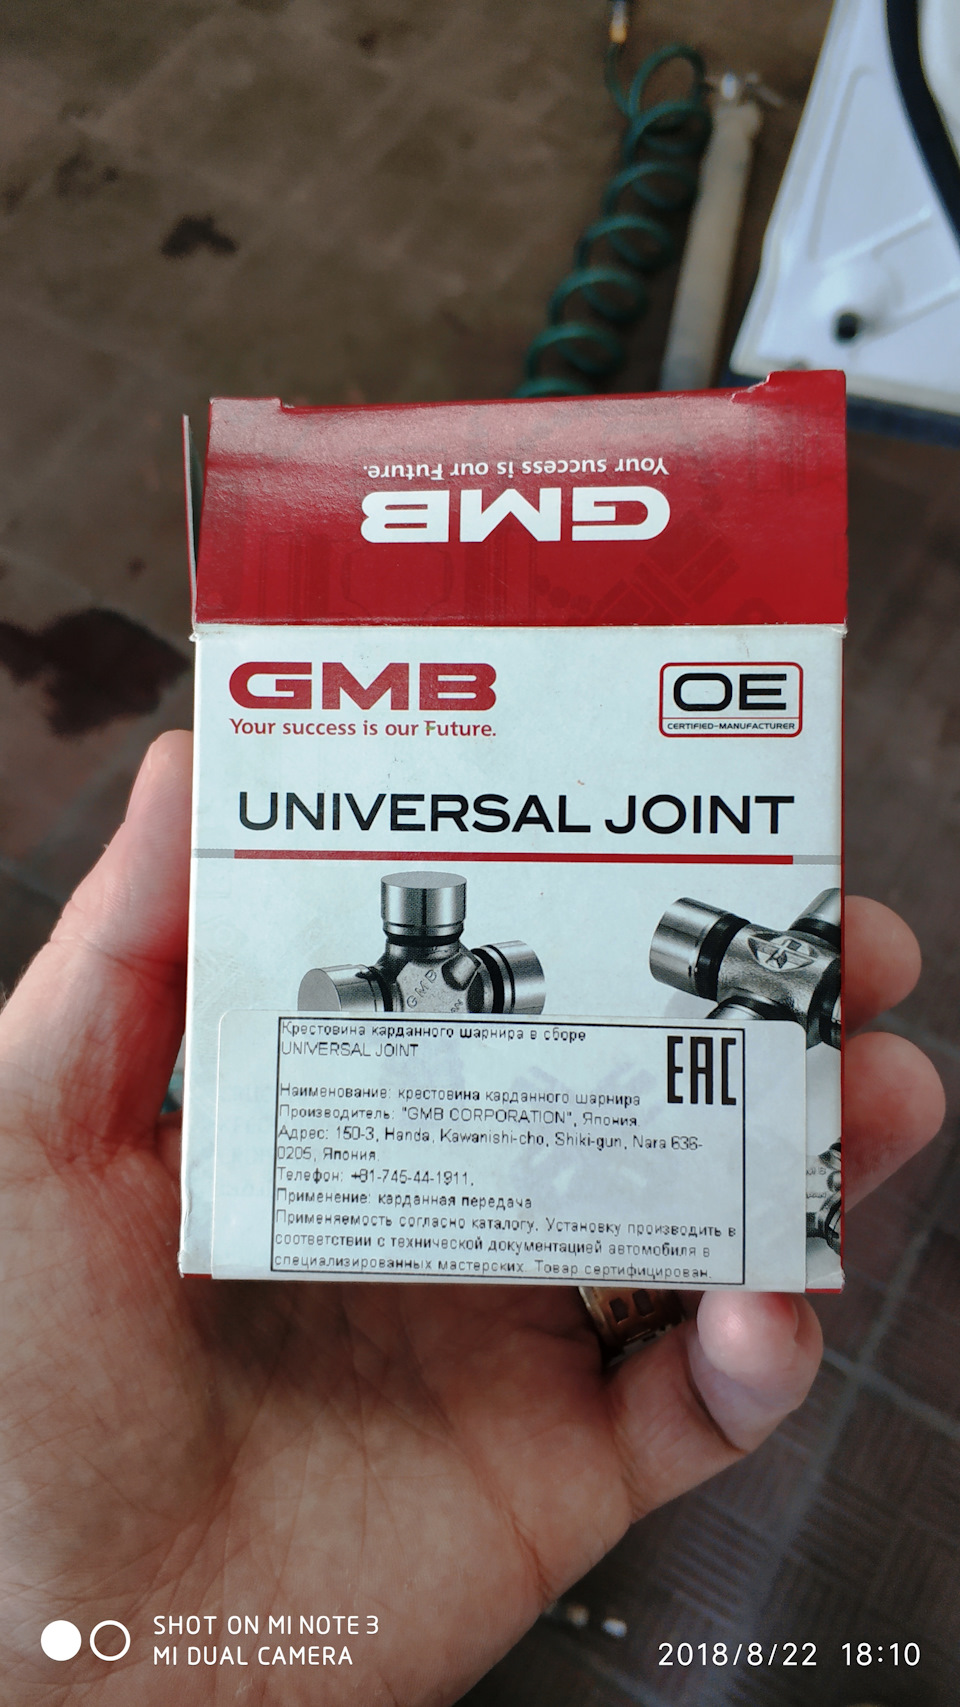 Your success is our Future.
GMB
GMB
Your success is our Future.
OE
CERTIFIED-MANUFACTURER
UNIVERSAL JOINT
GMB
Крестовина карданного шарнира в сборе
UNIVERSAL JOINT
EAC
Наименование: крестовина карданного шарнира
Производитель: "GMB CORPORATION", Япония.
Адрес: 150-3, Handa, Kawanishi-cho, Shiki-gun, Nara 636-
0205, Япония.
Телефон: +81-745-44-1911,
Применение: карданная передача
Применяемость согласно каталогу. Установку производить в
соответствии с технической документацией автомобиля в
специализированных мастерских. Товар сертифицирован.
SHOT ON MI NOTE 3
MI DUAL CAMERA
2018/8/22 18:10